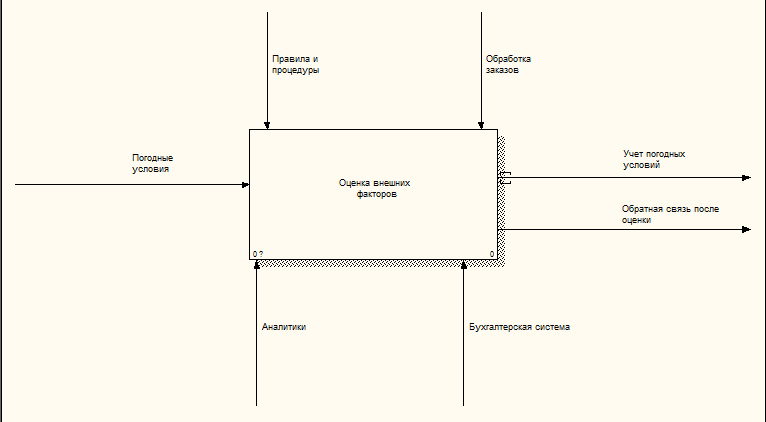 Правила и
процедуры
Обработка
заказов
Погодные
условия
Учет погодных
условий
Оценка внешних
факторов
Обратная связь после
оценки
0 ?
0
Аналитики
Бухгалтерская система